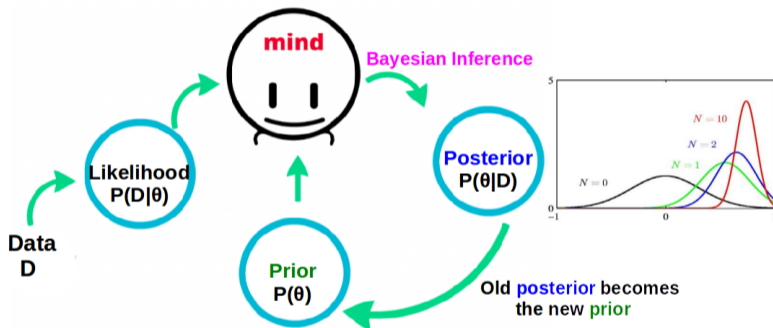 mind
Bayesian Inference
Likelihood
P(D|θ)
Posterior
P(θ|D)
Data
D
Prior
P(θ)
Old posterior becomes
the new prior
5
N = 10
N = 2
N = 1
N = 0
0
−1
0